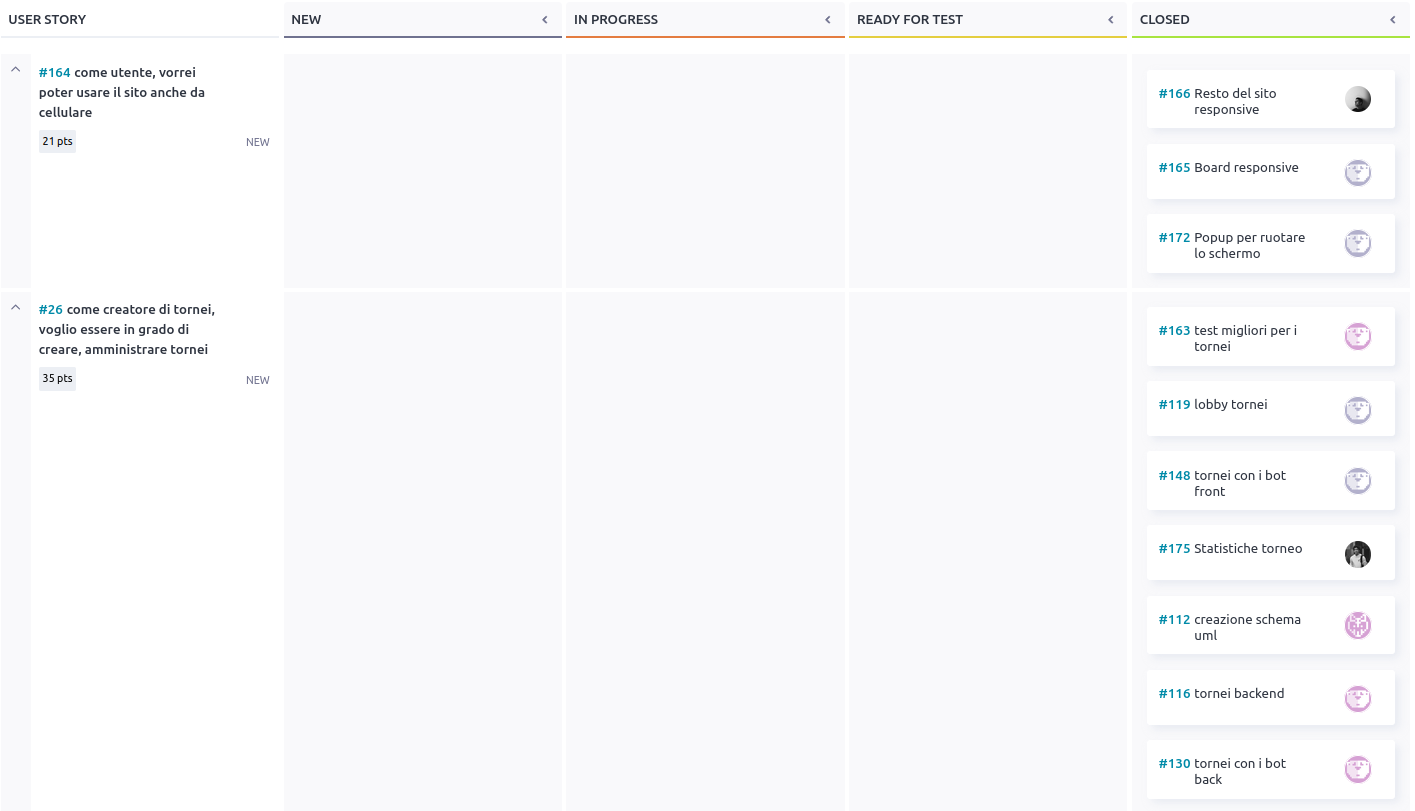 USER STORY
NEW
IN PROGRESS
READY FOR TEST
CLOSED
#164 come utente, vorrei
poter usare il sito anche da
cellulare
21 pts
NEW
#166 Resto del sito
responsive
#165 Board responsive
#172 Popup per ruotare
lo schermo
#26 come creatore di tornei,
voglio essere in grado di
creare, amministrare tornei
35 pts
NEW
#163 test migliori per i
tornei
#119 lobby tornei
#148 tornei con i bot
front
#175 Statistiche torneo
#112 creazione schema
uml
#116 tornei backend
#130 tornei con i bot
back